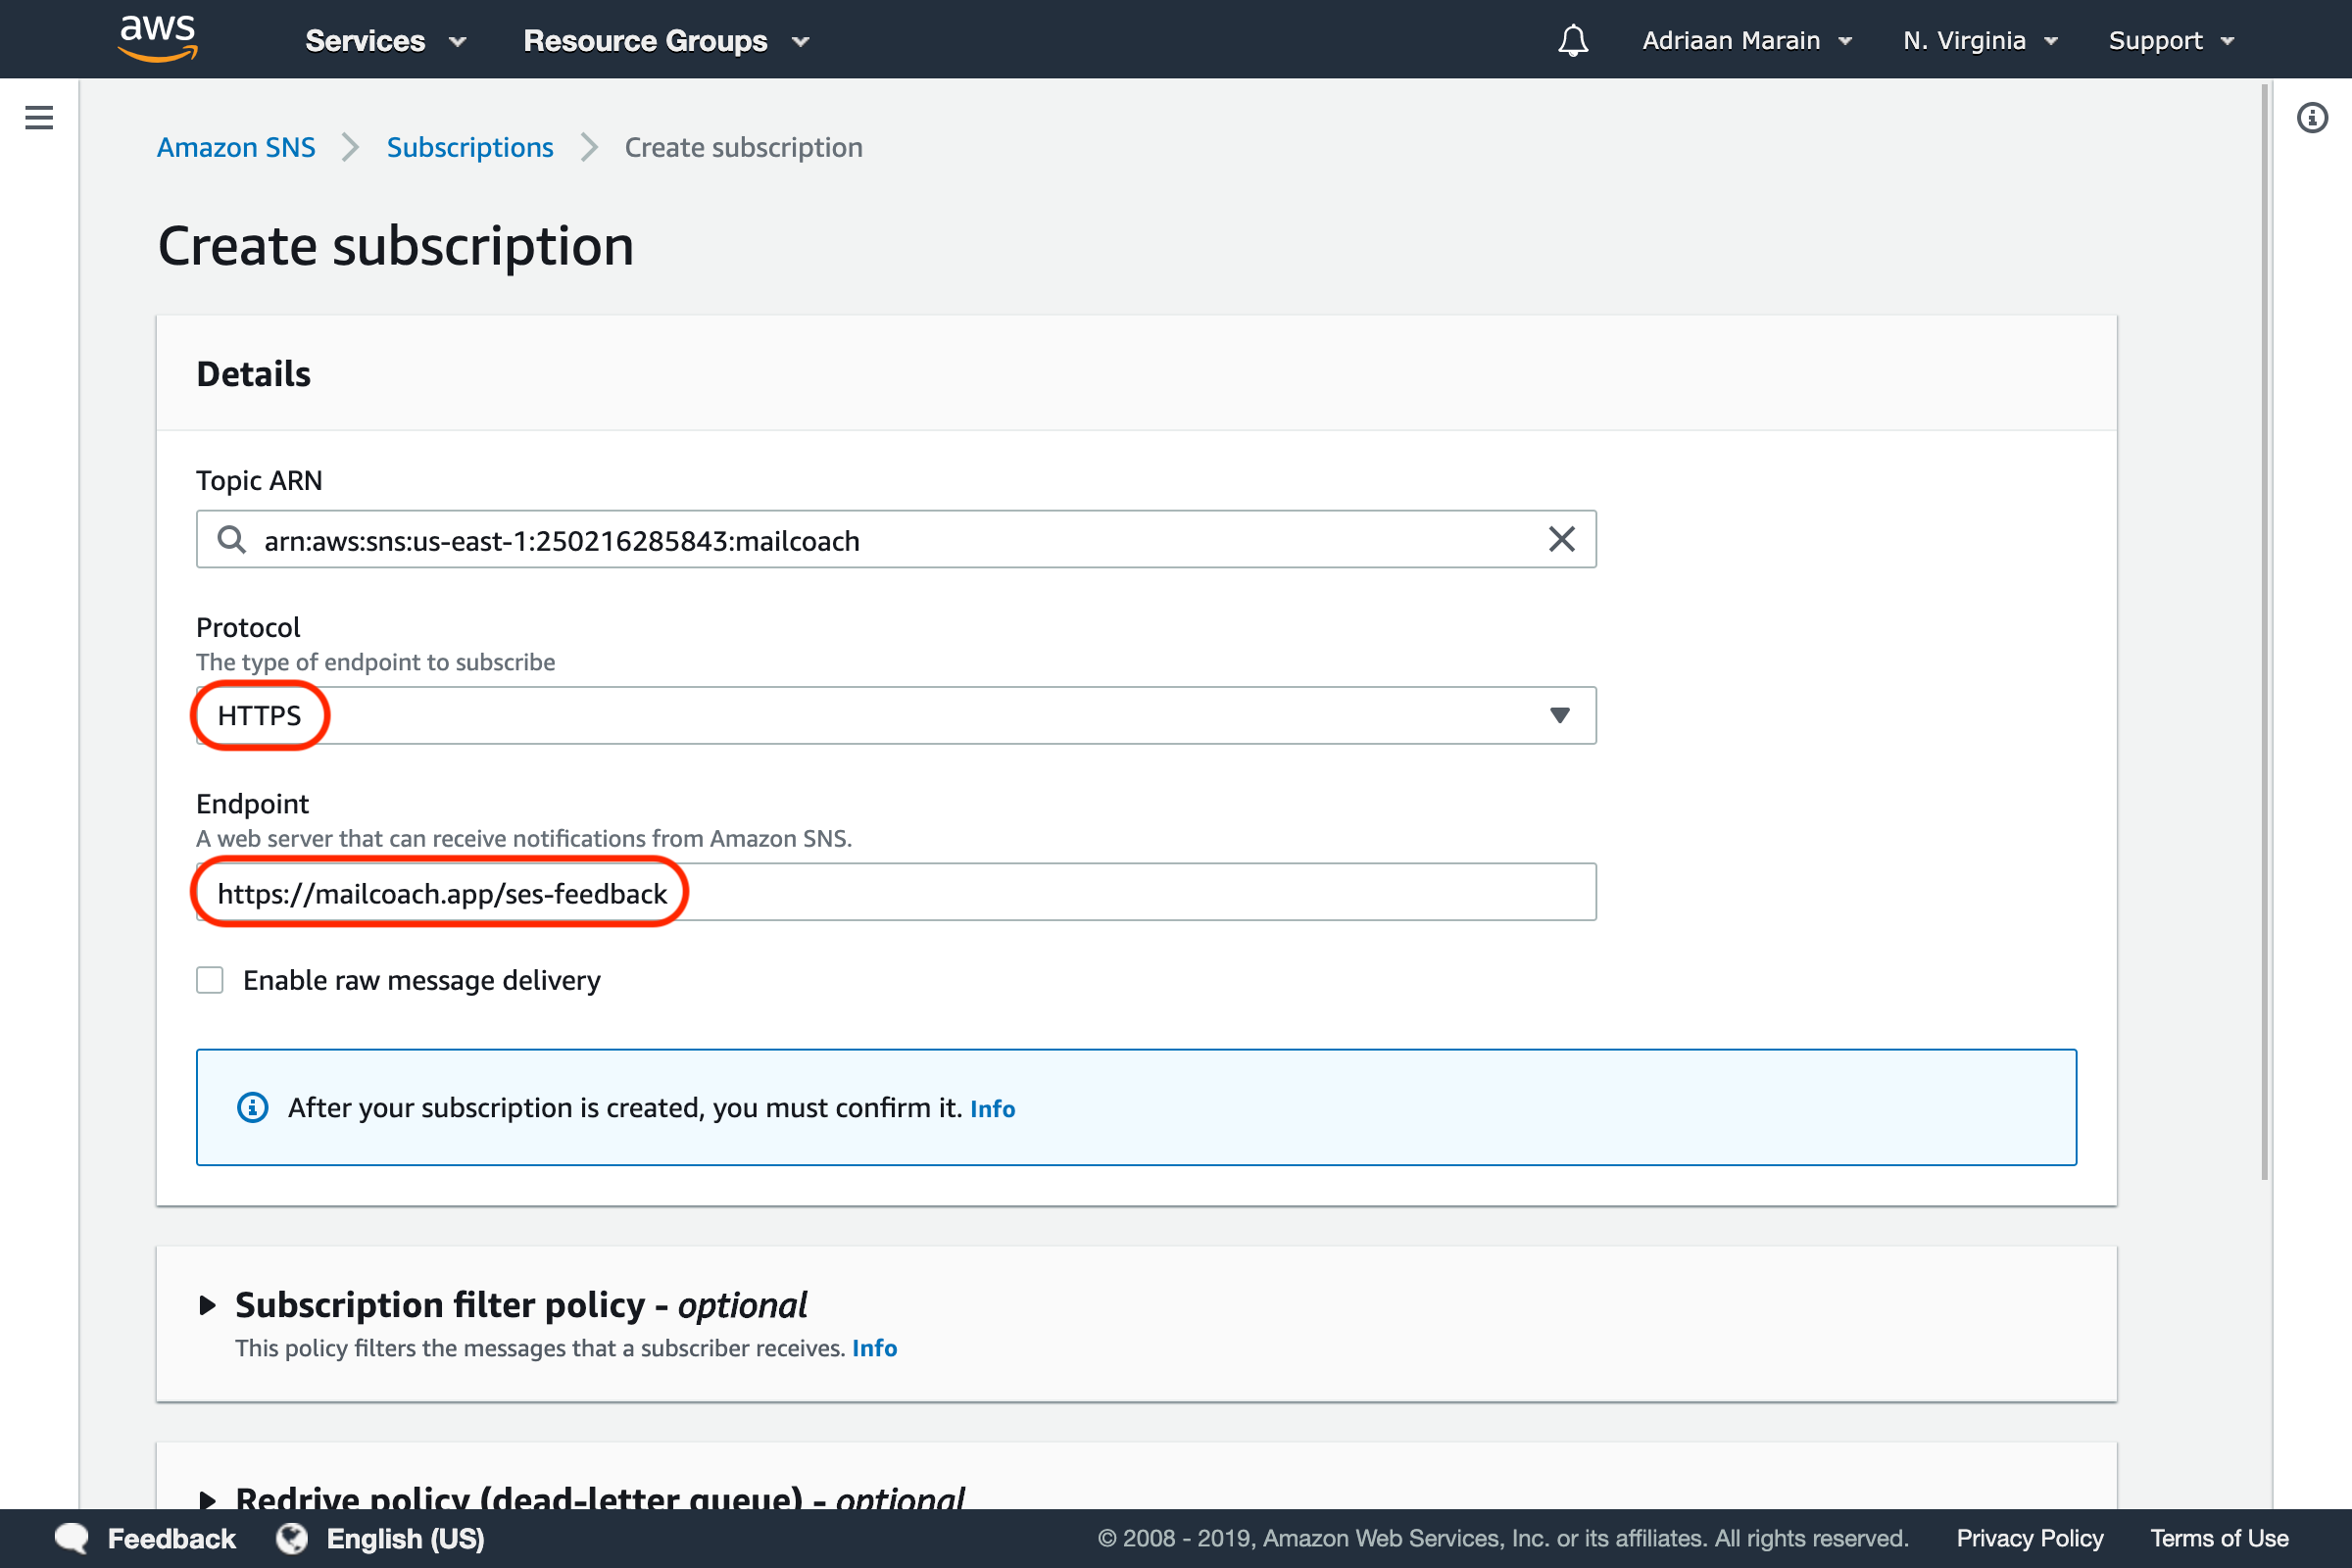 aws Services Resource Groups Adriaan Marain N. Virginia Support
Amazon SNS Subscriptions Create subscription
Create subscription
Details
Topic ARN
arn:aws:sns:us-east-1:250216285843:mailcoach
Protocol
The type of endpoint to subscribe
HTTPS
Endpoint
A web server that can receive notifications from Amazon SNS.
https://mailcoach.app/ses-feedback
Enable raw message delivery
After your subscription is created, you must confirm it. Info
Subscription filter policy - optional
This policy filters the messages that a subscriber receives. Info
Redrive policy (dead-letter queue) - optional
Feedback English (US) © 2008 - 2019, Amazon Web Services, Inc. or its affiliates. All rights reserved. Privacy Policy Terms of Use